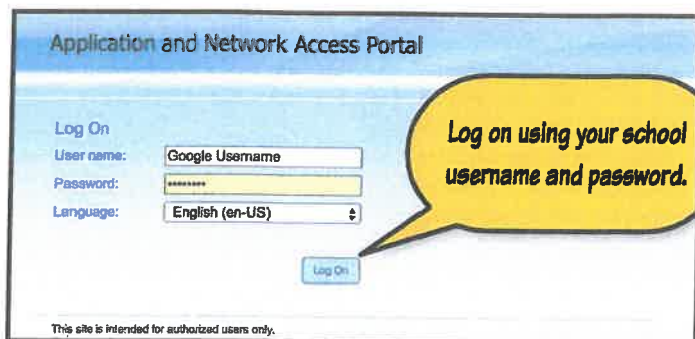 Application and Network Access Portal
Log On
User name: Google Username
Password: ********
Language: English (en-US)
Log On
Log on using your school
username and password.
This site is intended for authorized users only.